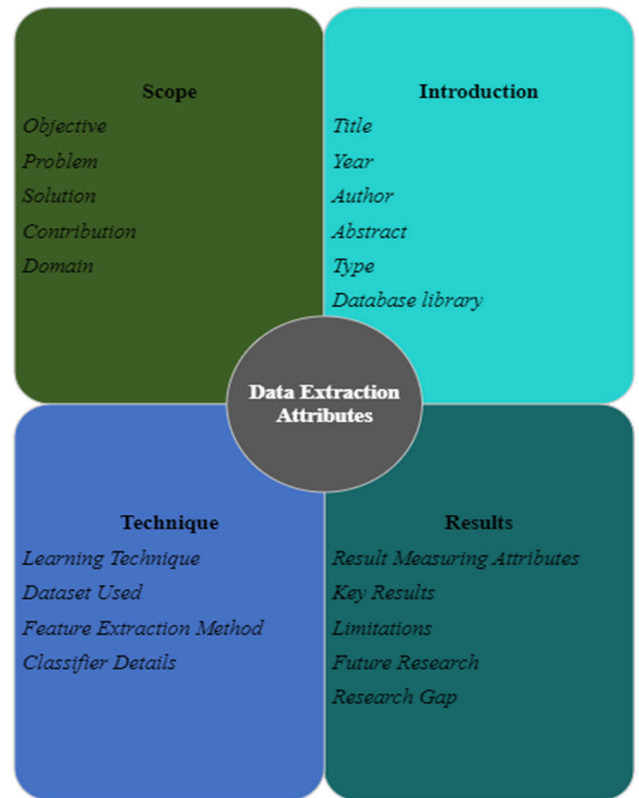 Scope
Objective
Problem
Solution
Contribution
Domain
Introduction
Title
Year
Author
Abstract
Type
Database library
Data Extraction
Attributes
Technique
Learning Technique
Dataset Used
Feature Extraction Method
Classifier Details
Results
Result Measuring Attributes
Key Results
Limitations
Future Research
Research Gap